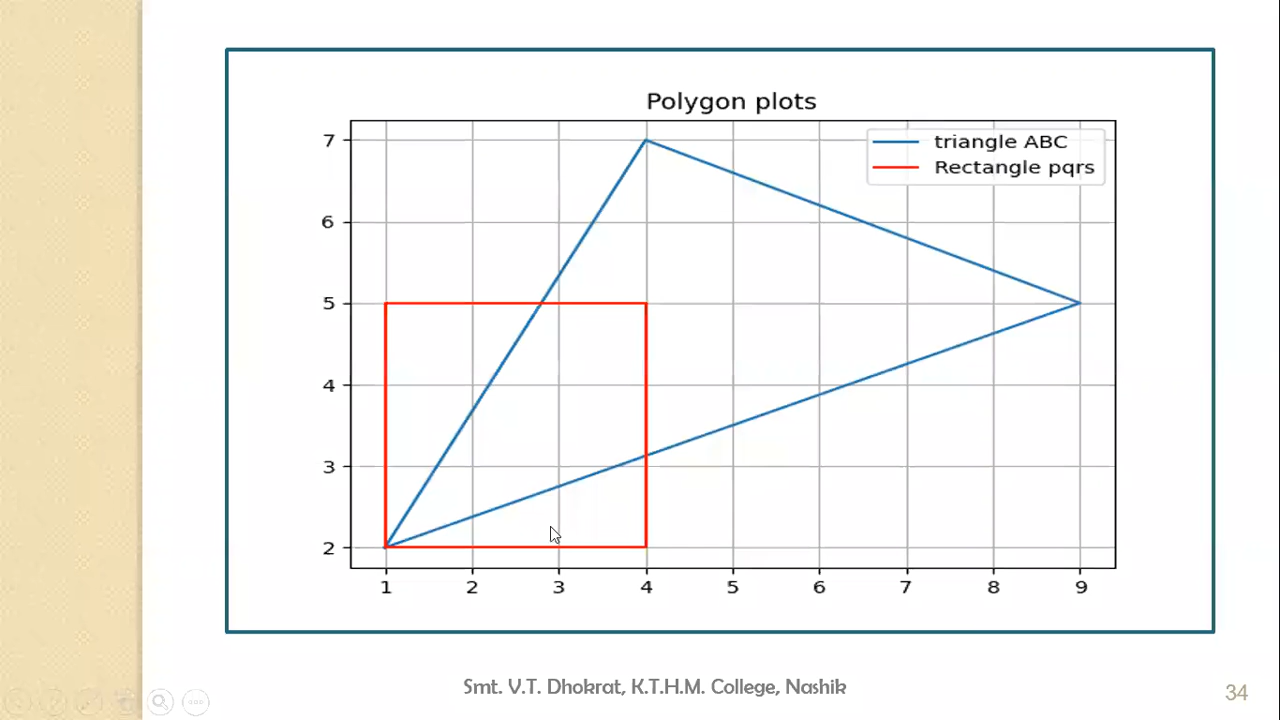 Polygon plots
triangle ABC
Rectangle pqrs
7
6
5
4
3
2
1 2 3 4 5 6 7 8 9
Smt. V.T. Dhokrat, K.T.H.M. College, Nashik
34